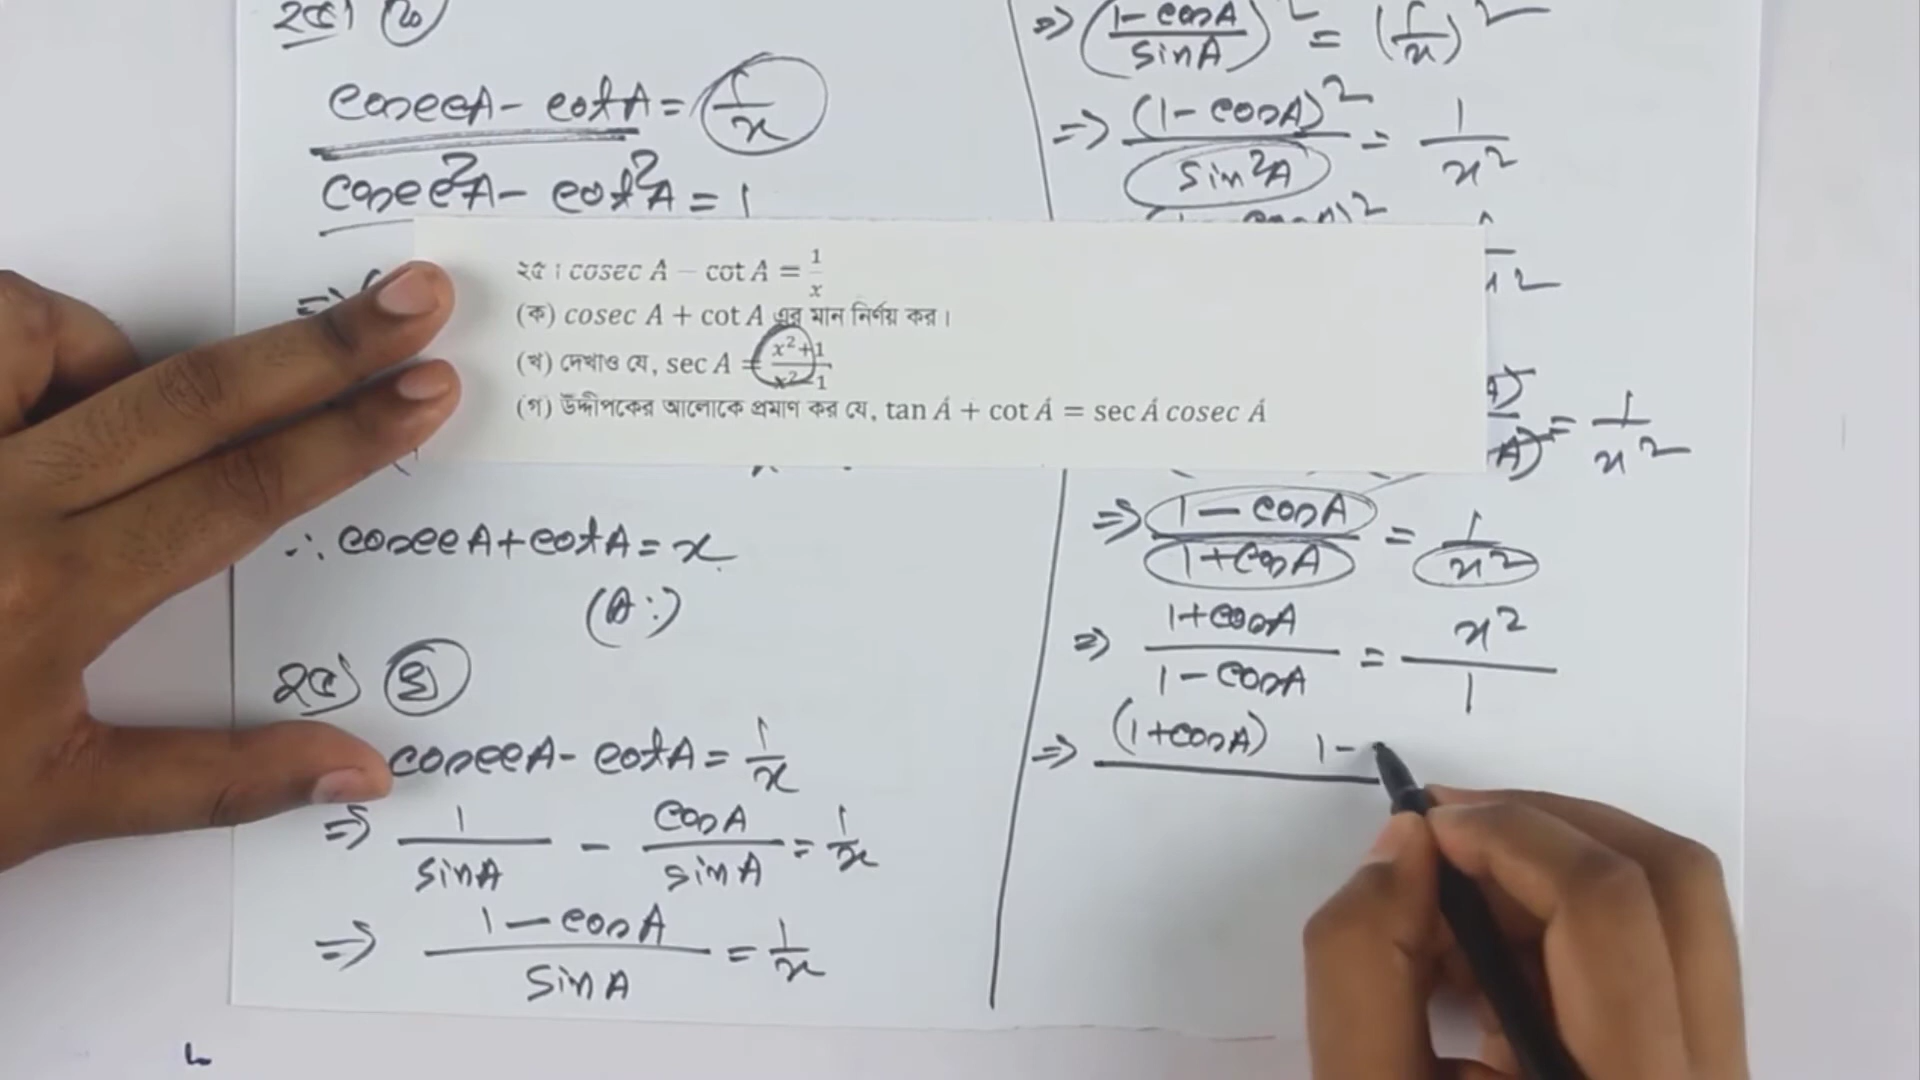 ২৫। ক
cosecA - cotA = 1/x
cosec²A - cot²A = 1
২৫। cosec A − cot A = 1/x
(ক) cosec A + cot A এর মান নির্ণয় কর।
(খ) দেখাও যে, sec A = x²+1/x²−1
(গ) উদ্দীপকের আলোকে প্রমাণ কর যে, tan Á + cot Á = sec Á cosec Á
∴ cosecA + cotA = x
(A:)
২৫) খ
cosecA - cotA = 1/x
⇒ 1/sinA - cosA/sinA = 1/x
⇒ 1 - cosA/sinA = 1/x
⇒ (1 - cosA/sinA)² = (1/x)²
⇒ (1 - cosA)²/sin²A = 1/x²
= 1/x²
⇒ 1 - cosA/1 + cosA = 1/x²
⇒ 1 + cosA/1 - cosA = x²/1
⇒ (1 + cosA) 1 -